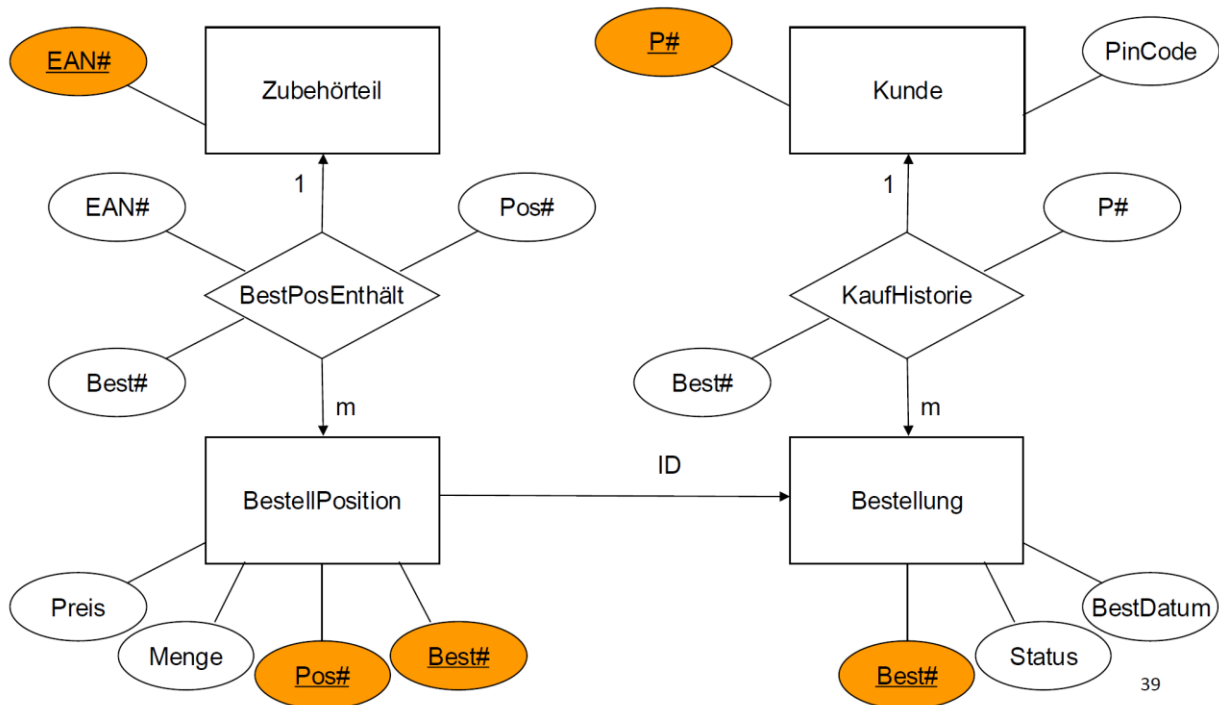 EAN#
Zubehörteil
P#
Kunde
PinCode
1
1
EAN#
Pos#
P#
BestPosEnthält
KaufHistorie
Best#
Best#
m
m
ID
BestellPosition
Bestellung
Preis
Menge
Pos#
Best#
Best#
Status
BestDatum
39